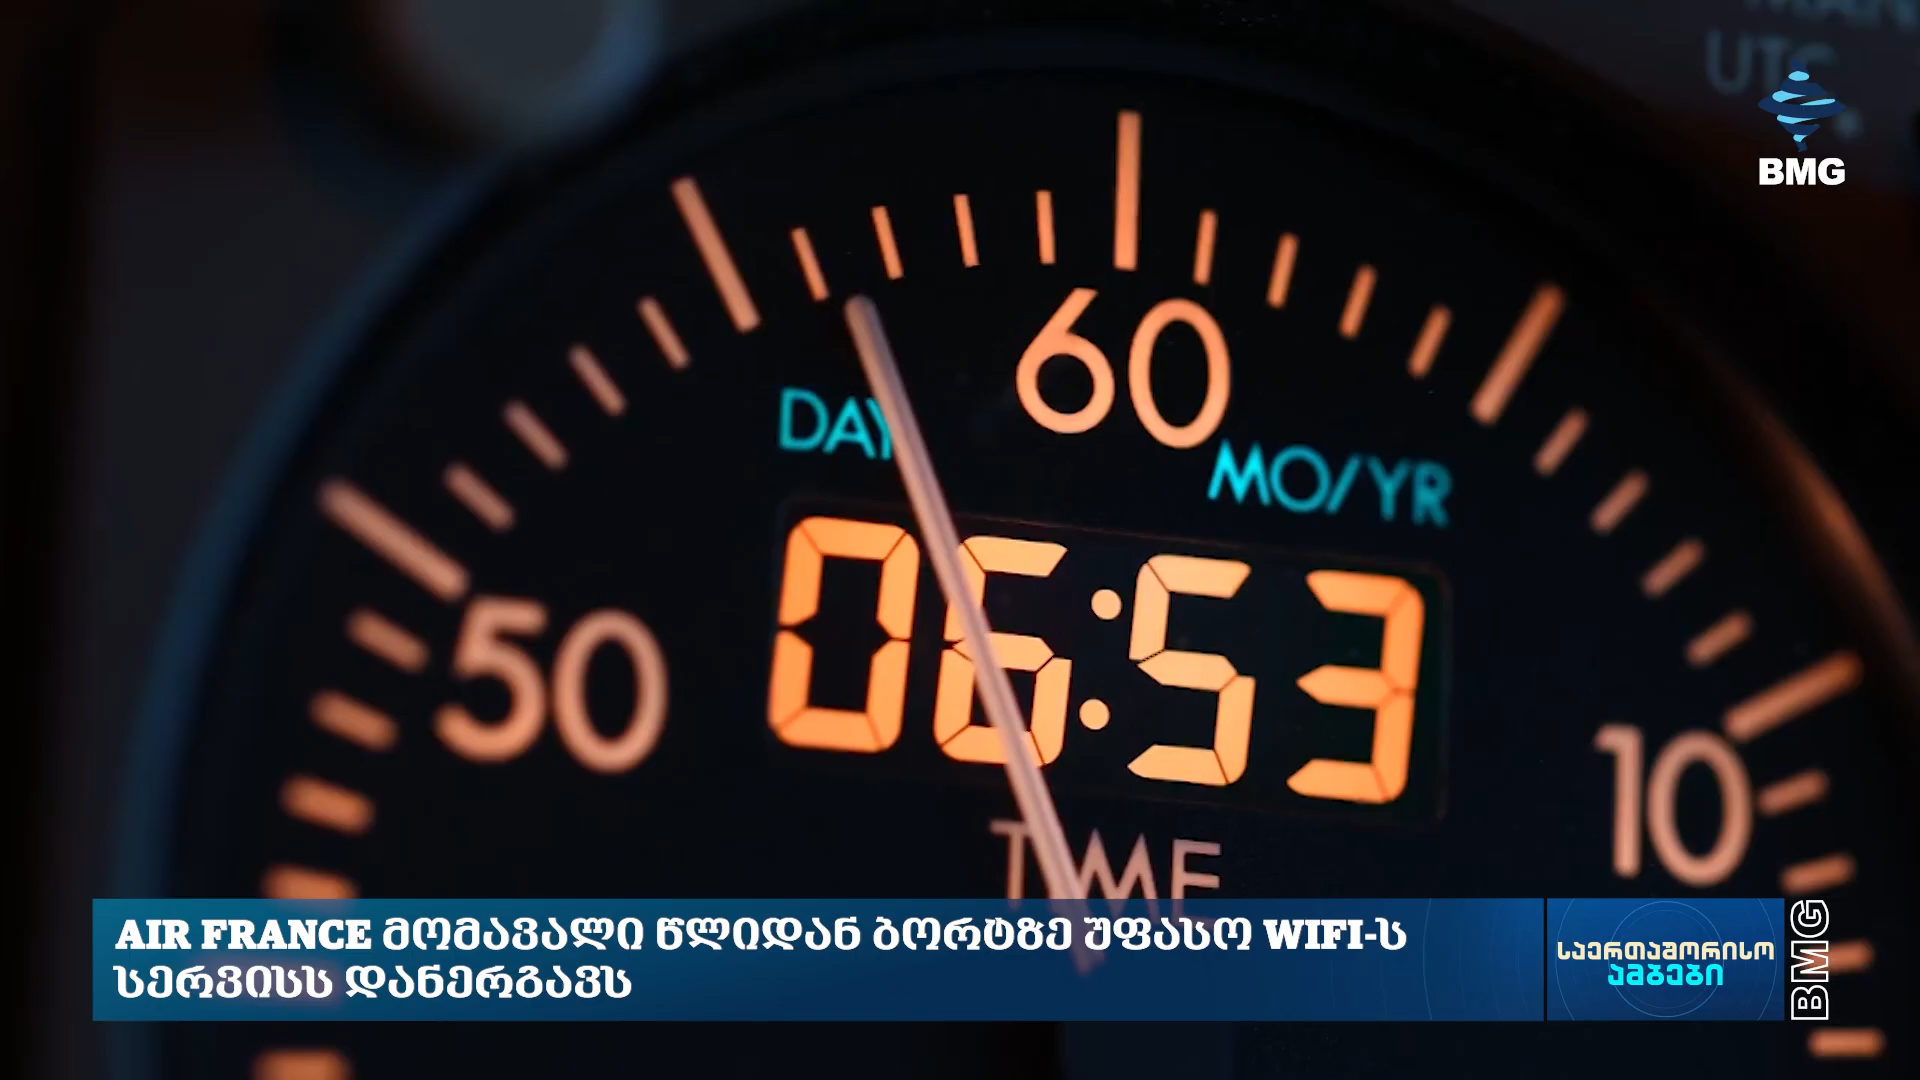 MAN
UTC
BMG
60
DAY
MO/YR
06:53
50
10
TIME
AIR FRANCE მომავალი წლიდან ბორტზე უფასო WIFI-ს
სერვისს დანერგავს
საერთაშორისო
ამბები
BMG